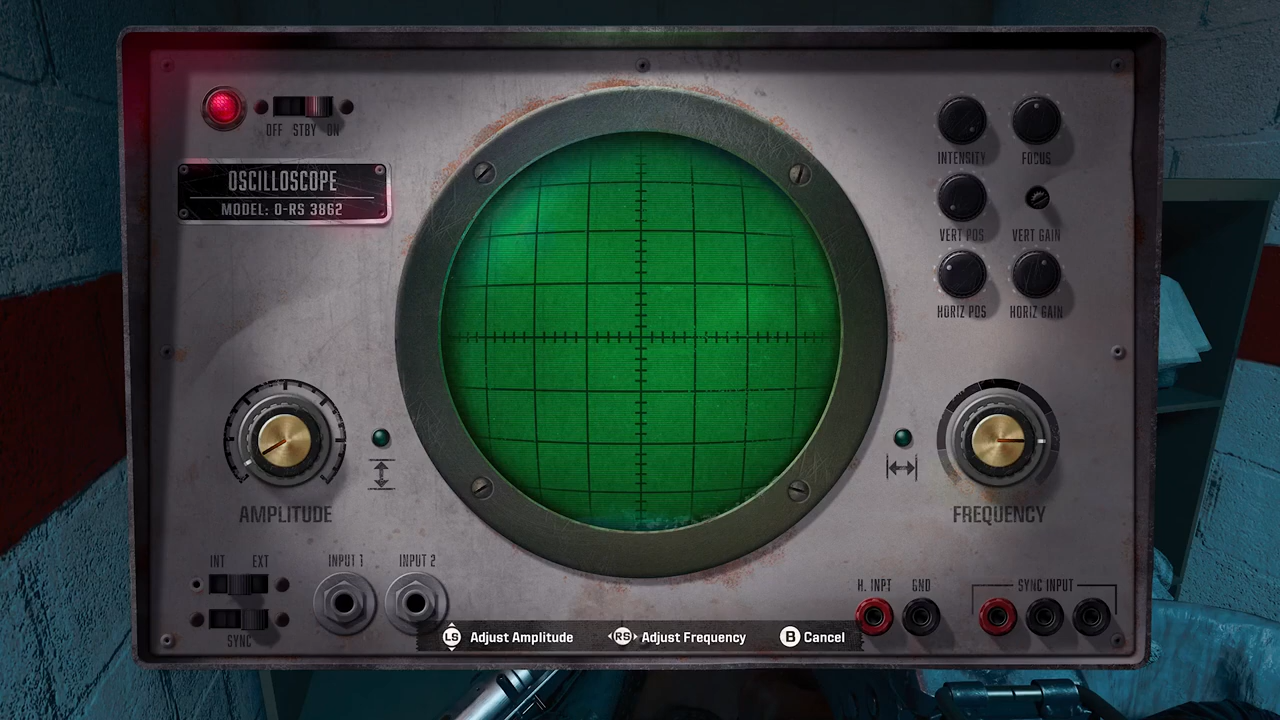 OFF STBY ON
OSCILLOSCOPE
MODEL: O-RS 3862
INTENSITY FOCUS
VERT POS VERT GAIN
HORIZ POS HORIZ GAIN
AMPLITUDE
FREQUENCY
INT EXT
SYNC
INPUT 1 INPUT 2
H. INPT GND SYNC INPUT
LS Adjust Amplitude RS Adjust Frequency B Cancel